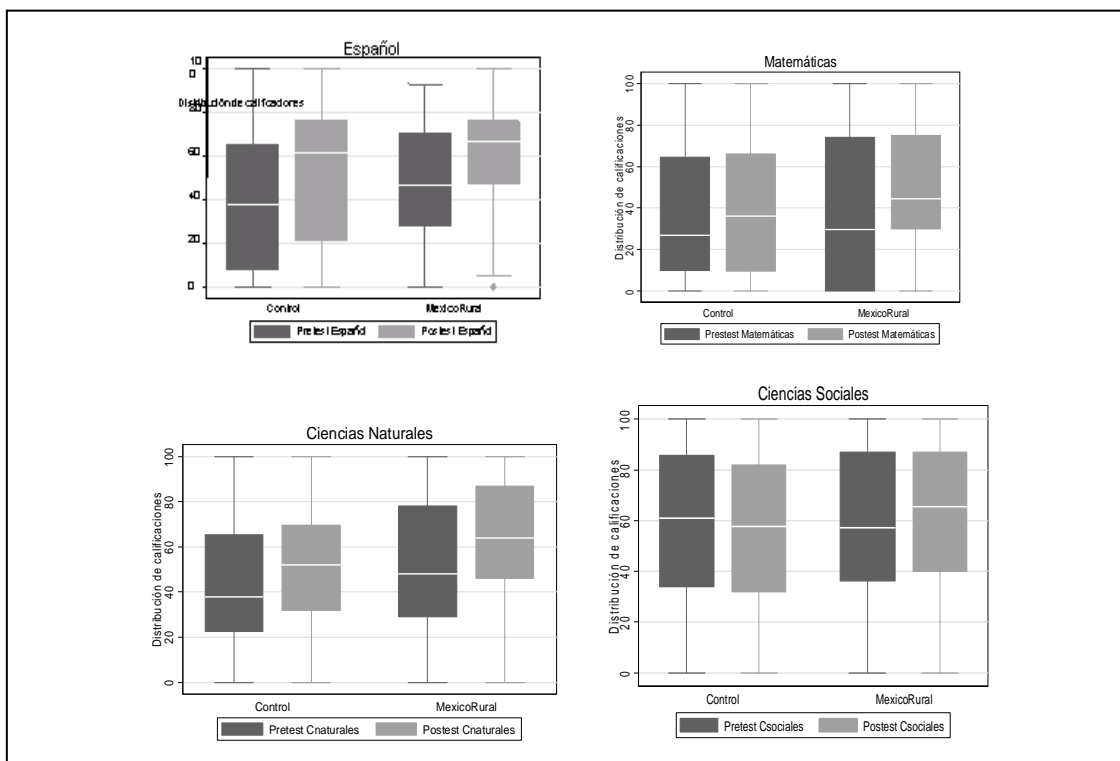 Español
10
0
Distribución de calificadores
80
60
40
20
0
Control MexicoRural
Pretest Español Postest Español
Matemáticas
Distribución de calificaciones
100
80
60
40
20
0
Control MexicoRural
Prestest Matemáticas Postest Matemáticas
Ciencias Naturales
Distribución de calificaciones
100
80
60
40
20
0
Control MexicoRural
Pretest Cnaturales Postest Cnaturales
Ciencias Sociales
Distribución de calificaciones
100
80
60
40
20
0
Control MexicoRural
Pretest Csociales Postest Csociales